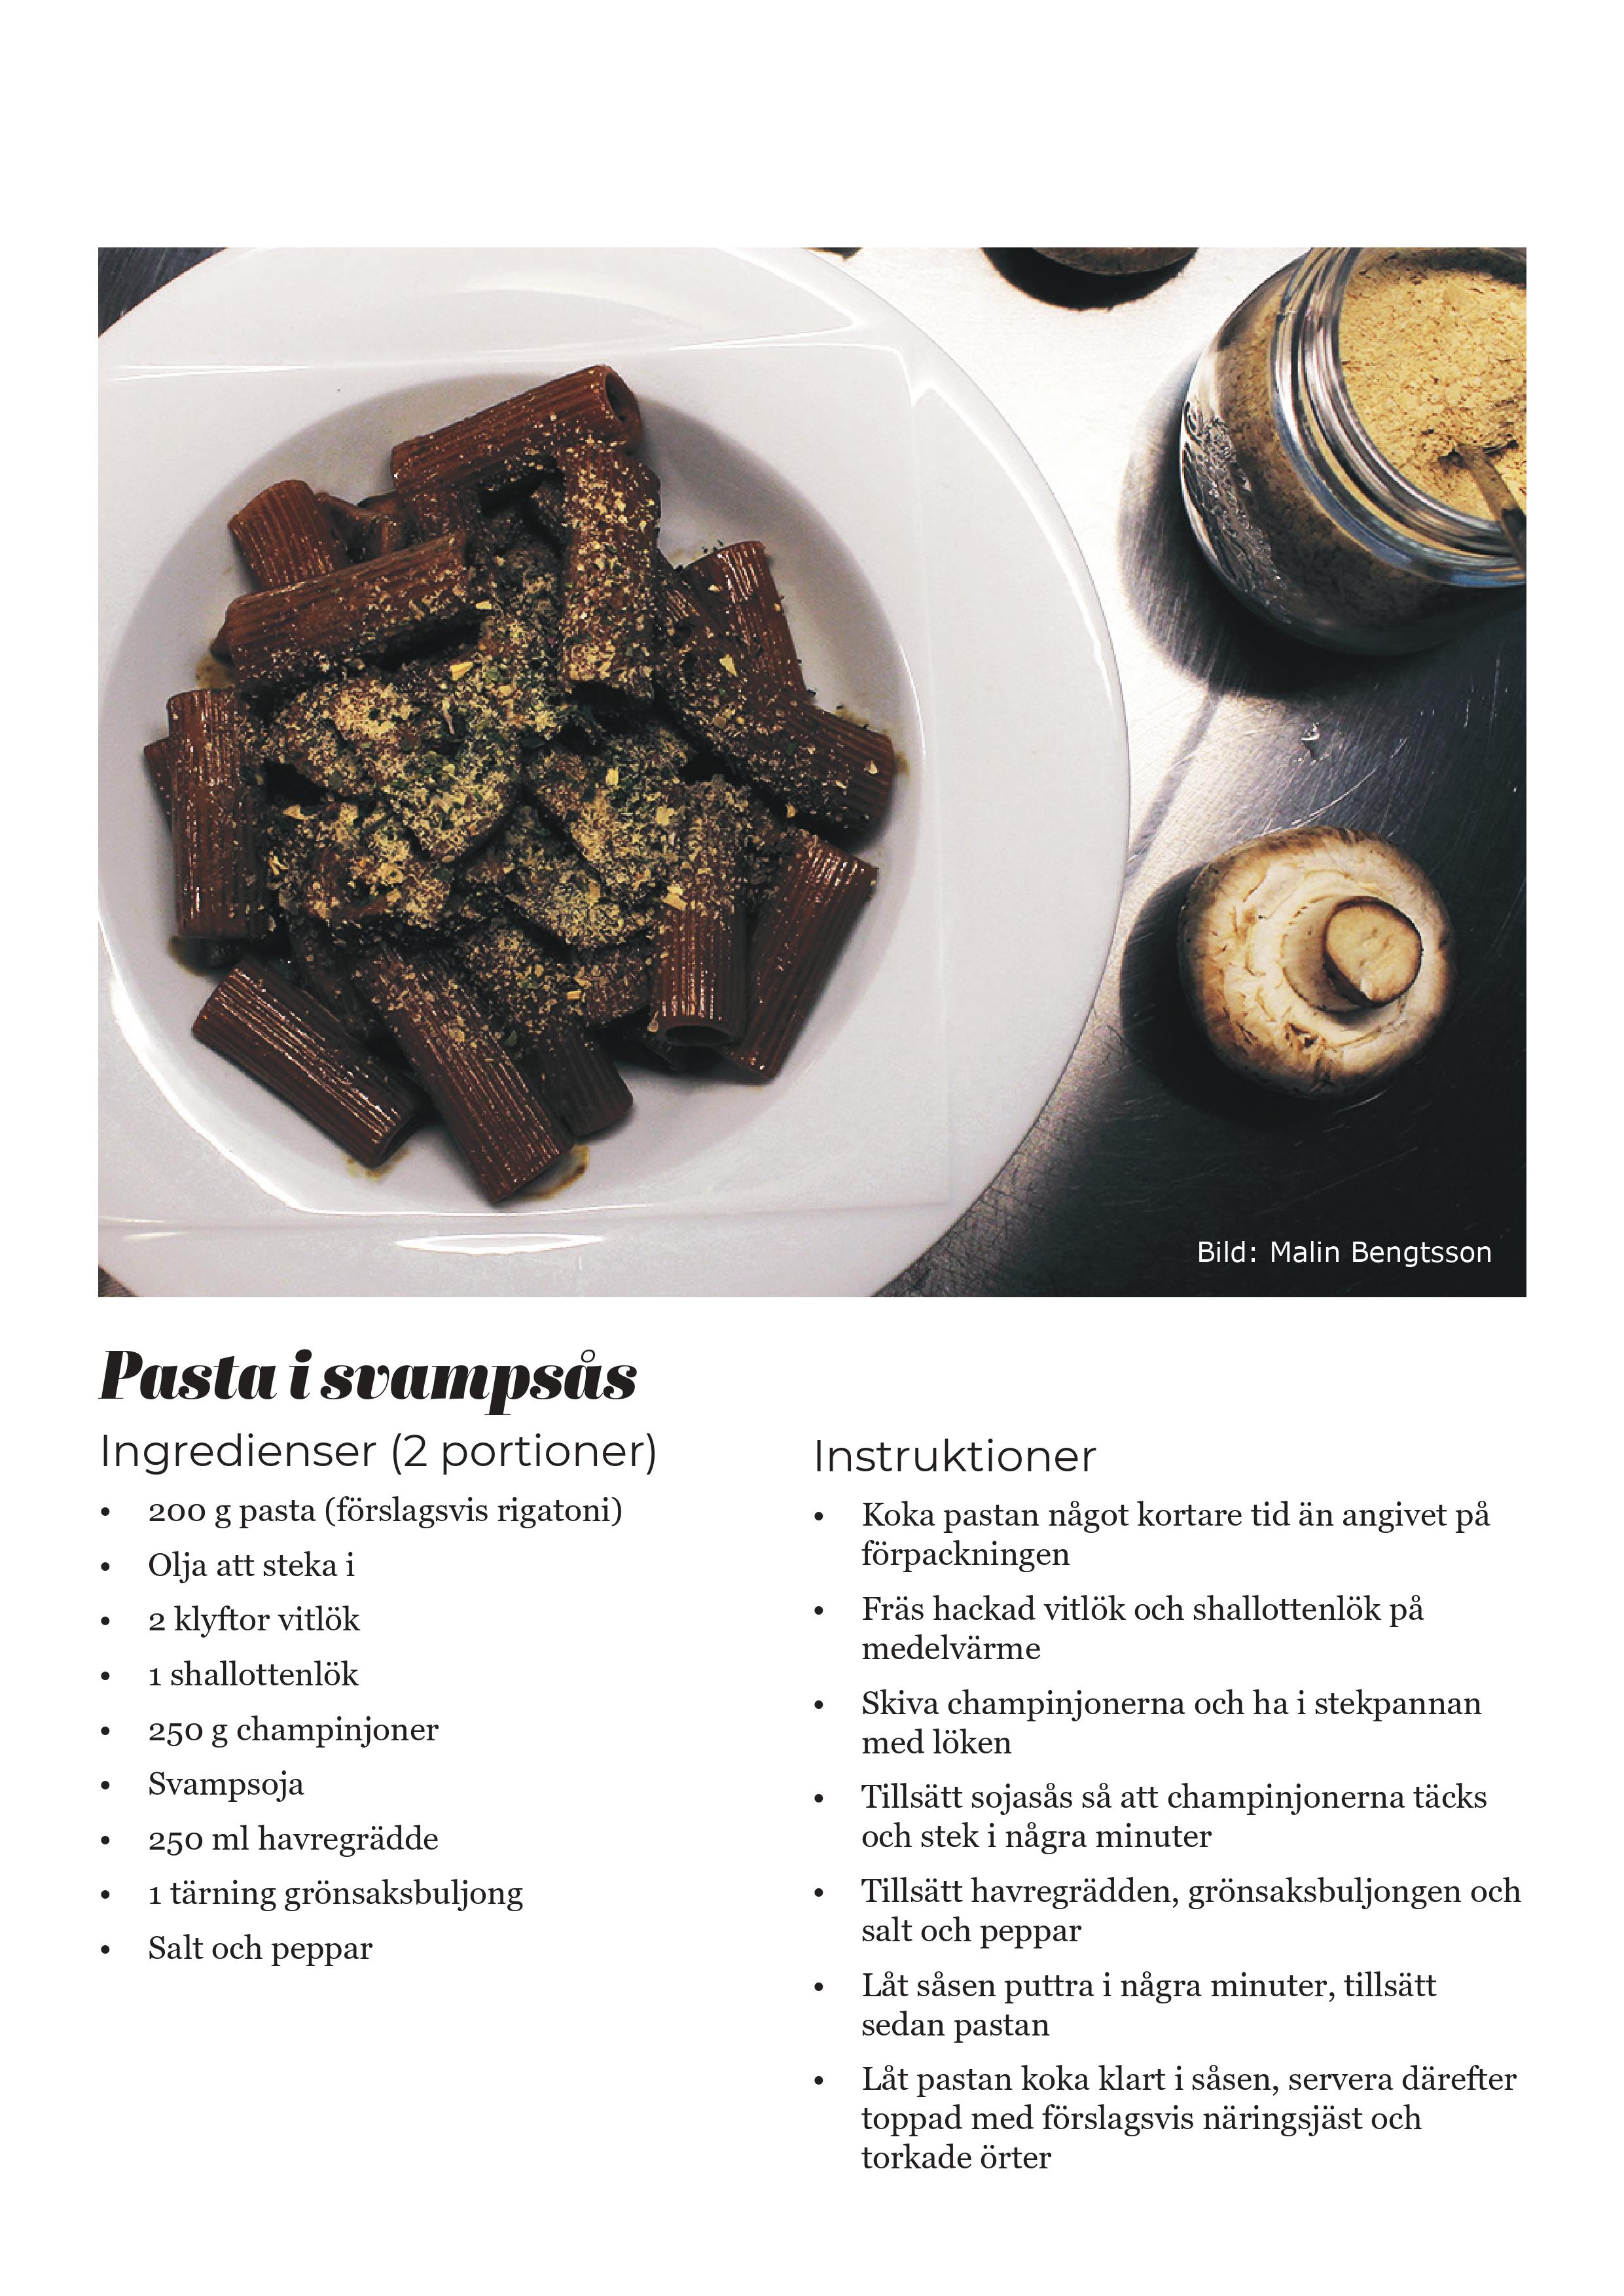 Bild: Malin Bengtsson
Pasta i svampsås
Ingredienser (2 portioner)
• 200 g pasta (förslagsvis rigatoni)
• Olja att steka i
• 2 klyftor vitlök
• 1 shallottenlök
• 250 g champinjoner
• Svampsoja
• 250 ml havregrädde
• 1 tärning grönsaksbuljong
• Salt och peppar
Instruktioner
• Koka pastan något kortare tid än angivet på
förpackningen
• Fräs hackad vitlök och shallottenlök på
medelvärme
• Skiva champinjonerna och ha i stekpannan
med löken
• Tillsätt sojasås så att champinjonerna täcks
och stek i några minuter
• Tillsätt havregrädden, grönsaksbuljongen och
salt och peppar
• Låt såsen puttra i några minuter, tillsätt
sedan pastan
• Låt pastan koka klart i såsen, servera därefter
toppad med förslagsvis näringsjäst och
torkade örter